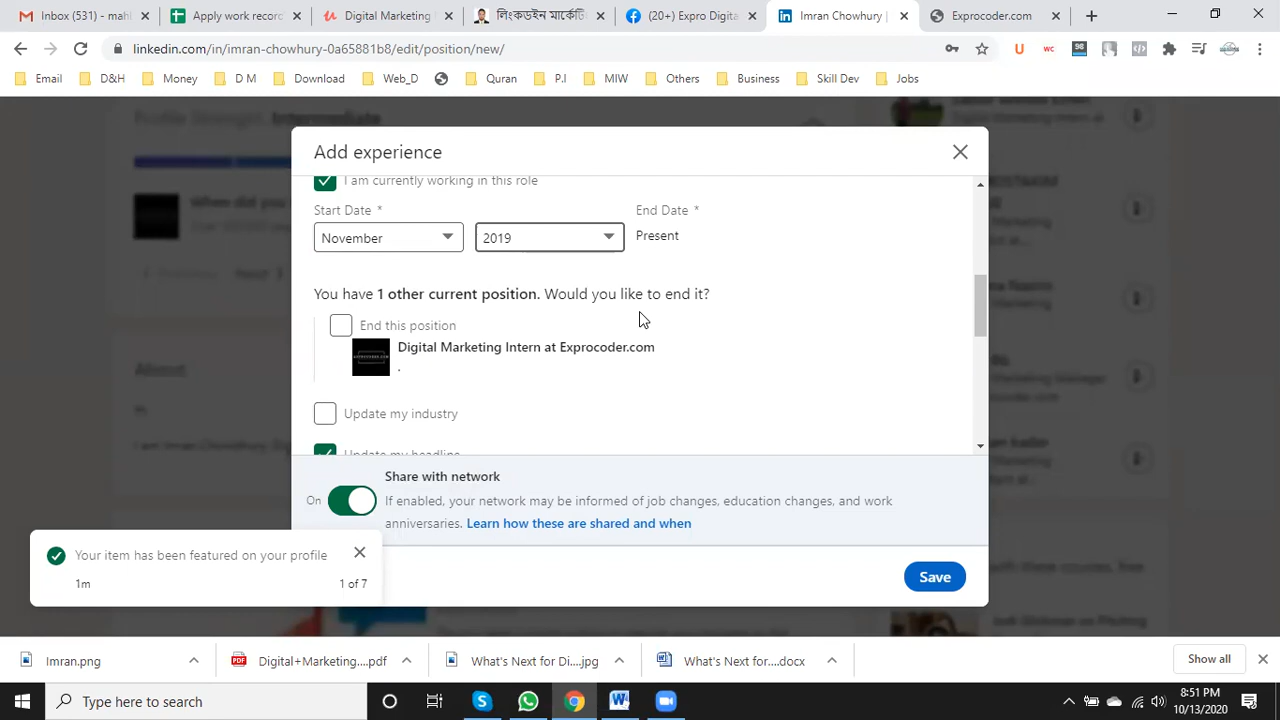 Inbox (531) - mahl
Apply work record
Digital Marketing
লিংকডইন মার্কেটি
(20+) Expro Digita
Imran Chowhury |
Exprocoder.com
linkedin.com/in/imran-chowhury-0a65881b8/edit/position/new/
Email
D&H
Money
D M
Download
Web_D
Quran
P.I
MIW
Others
Business
Skill Dev
Jobs
Add experience
I am currently working in this role
Start Date *
End Date *
November
2019
Present
You have 1 other current position. Would you like to end it?
End this position
Digital Marketing Intern at Exprocoder.com
.
Update my industry
Update my headline
Share with network
On
If enabled, your network may be informed of job changes, education changes, and work
anniversaries. Learn how these are shared and when
Your item has been featured on your profile
1m
1 of 7
Save
About
Imran.png
Digital+Marketing....pdf
What's Next for Di....jpg
What's Next for....docx
Show all
Type here to search
8:51 PM
10/13/2020